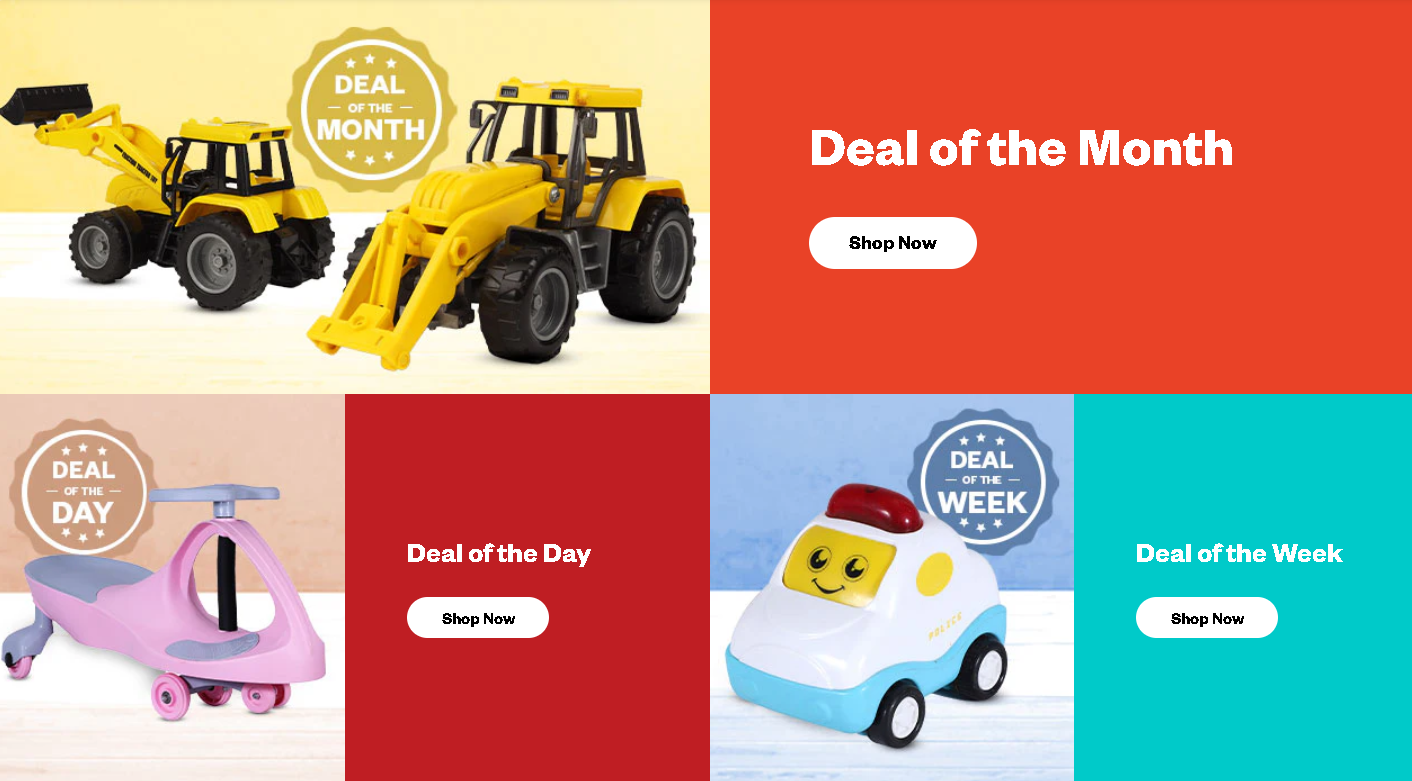 DEAL
OF THE
MONTH
Deal of the Month
Shop Now
DEAL
OF THE
DAY
Deal of the Day
Shop Now
DEAL
OF THE
WEEK
POLICE
Deal of the Week
Shop Now